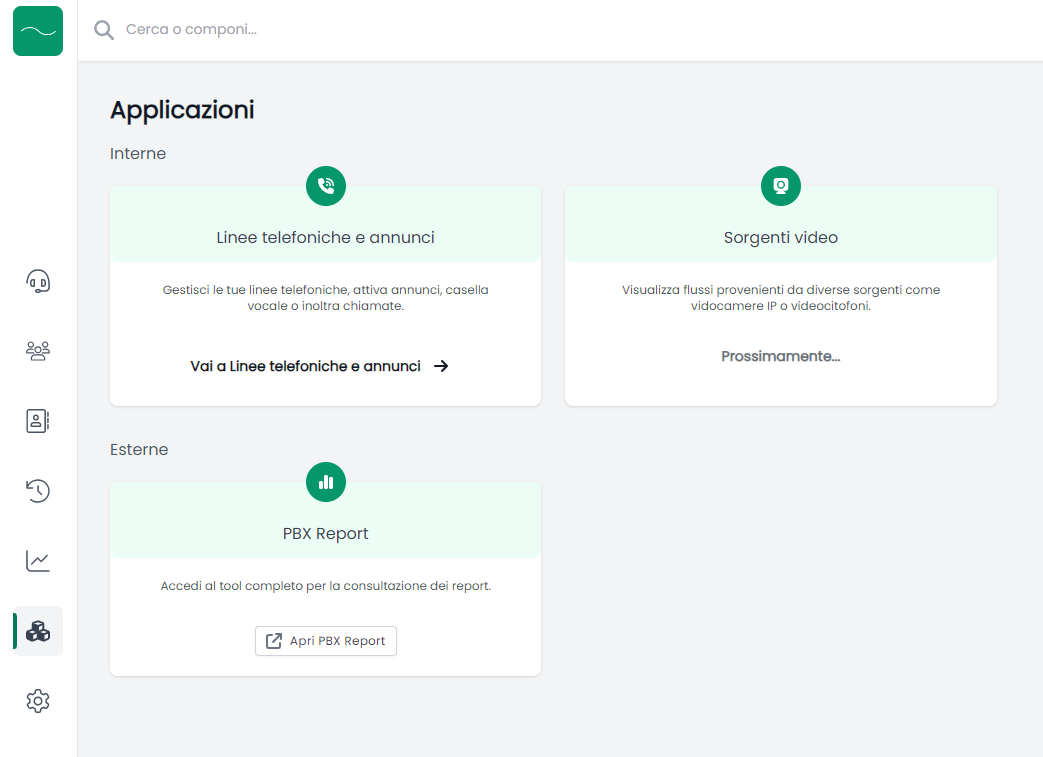 Cerca o componi...
Applicazioni
Interne
Linee telefoniche e annunci
Gestisci le tue linee telefoniche, attiva annunci, casella
vocale o inoltra chiamate.
Vai a Linee telefoniche e annunci
Sorgenti video
Visualizza flussi provenienti da diverse sorgenti come
vidocamere IP o videocitofoni.
Prossimamente...
Esterne
PBX Report
Accedi al tool completo per la consultazione dei report.
Apri PBX Report